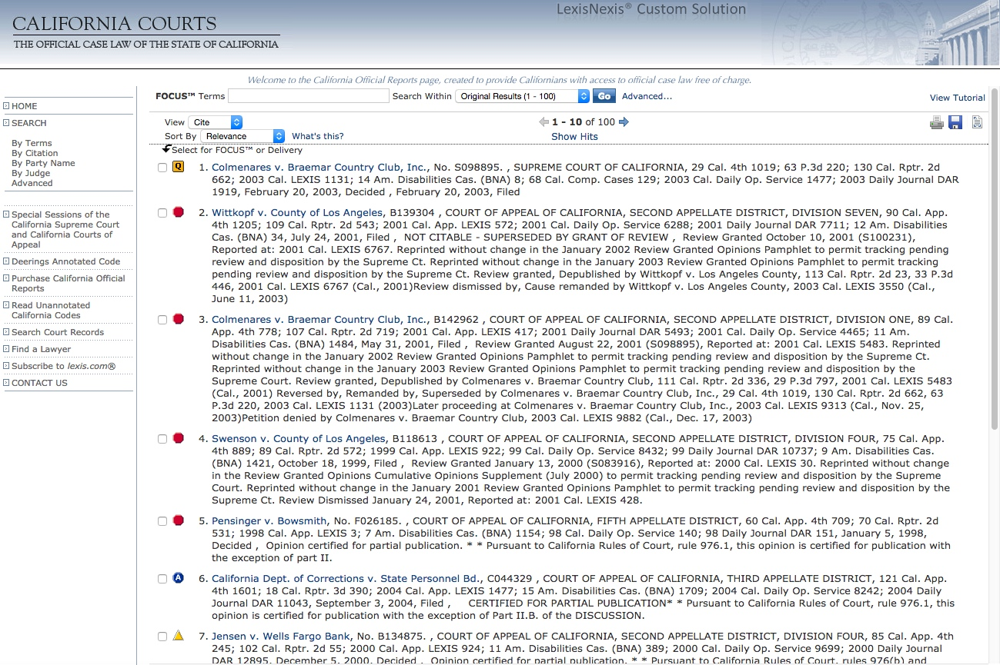 LexisNexis® Custom Solution
CALIFORNIA COURTS
THE OFFICIAL CASE LAW OF THE STATE OF CALIFORNIA
Welcome to the California Official Reports page, created to provide Californians with access to official case law free of charge.
HOME
SEARCH
By Terms
By Citation
By Party Name
By Judge
Advanced
Special Sessions of the
California Supreme Court
and California Courts of
Appeal
Deerings Annotated Code
Purchase California Official
Reports
Read Unannotated
California Codes
Search Court Records
Find a Lawyer
Subscribe to lexis.com®
CONTACT US
FOCUS™ Terms Search Within Original Results (1 - 100) Go Advanced... View Tutorial
View Cite 1 - 10 of 100
Sort By Relevance What's this? Show Hits
Select for FOCUS™ or Delivery
Q 1. Colmenares v. Braemar Country Club, Inc., No. S098895. , SUPREME COURT OF CALIFORNIA, 29 Cal. 4th 1019; 63 P.3d 220; 130 Cal. Rptr. 2d
662; 2003 Cal. LEXIS 1131; 14 Am. Disabilities Cas. (BNA) 8; 68 Cal. Comp. Cases 129; 2003 Cal. Daily Op. Service 1477; 2003 Daily Journal DAR
1919, February 20, 2003, Decided , February 20, 2003, Filed
2. Wittkopf v. County of Los Angeles, B139304 , COURT OF APPEAL OF CALIFORNIA, SECOND APPELLATE DISTRICT, DIVISION SEVEN, 90 Cal. App.
4th 1205; 109 Cal. Rptr. 2d 543; 2001 Cal. App. LEXIS 572; 2001 Cal. Daily Op. Service 6288; 2001 Daily Journal DAR 7711; 12 Am. Disabilities
Cas. (BNA) 34, July 24, 2001, Filed , NOT CITABLE - SUPERSEDED BY GRANT OF REVIEW , Review Granted October 10, 2001 (S100231),
Reported at: 2001 Cal. LEXIS 6767. Reprinted without change in the January 2002 Review Granted Opinions Pamphlet to permit tracking pending
review and disposition by the Supreme Ct. Reprinted without change in the January 2003 Review Granted Opinions Pamphlet to permit tracking
pending review and disposition by the Supreme Ct. Review granted, Depublished by Wittkopf v. Los Angeles County, 113 Cal. Rptr. 2d 23, 33 P.3d
446, 2001 Cal. LEXIS 6767 (Cal., 2001)Review dismissed by, Cause remanded by Wittkopf v. Los Angeles County, 2003 Cal. LEXIS 3550 (Cal.,
June 11, 2003)
3. Colmenares v. Braemar Country Club, Inc., B142962 , COURT OF APPEAL OF CALIFORNIA, SECOND APPELLATE DISTRICT, DIVISION ONE, 89 Cal.
App. 4th 778; 107 Cal. Rptr. 2d 719; 2001 Cal. App. LEXIS 417; 2001 Daily Journal DAR 5493; 2001 Cal. Daily Op. Service 4465; 11 Am.
Disabilities Cas. (BNA) 1484, May 31, 2001, Filed , Review Granted August 22, 2001 (S098895), Reported at: 2001 Cal. LEXIS 5483. Reprinted
without change in the January 2002 Review Granted Opinions Pamphlet to permit tracking pending review and disposition by the Supreme Ct.
Reprinted without change in the January 2003 Review Granted Opinions Pamphlet to permit tracking pending review and disposition by the
Supreme Court. Review granted, Depublished by Colmenares v. Braemar Country Club, 111 Cal. Rptr. 2d 336, 29 P.3d 797, 2001 Cal. LEXIS 5483
(Cal., 2001) Reversed by, Remanded by, Superseded by Colmenares v. Braemar Country Club, Inc., 29 Cal. 4th 1019, 130 Cal. Rptr. 2d 662, 63
P.3d 220, 2003 Cal. LEXIS 1131 (2003)Later proceeding at Colmenares v. Braemar Country Club, Inc., 2003 Cal. LEXIS 9313 (Cal., Nov. 25,
2003)Petition denied by Colmenares v. Braemar Country Club, 2003 Cal. LEXIS 9882 (Cal., Dec. 17, 2003)
4. Swenson v. County of Los Angeles, B118613 , COURT OF APPEAL OF CALIFORNIA, SECOND APPELLATE DISTRICT, DIVISION FOUR, 75 Cal. App.
4th 889; 89 Cal. Rptr. 2d 572; 1999 Cal. App. LEXIS 922; 99 Cal. Daily Op. Service 8432; 99 Daily Journal DAR 10737; 9 Am. Disabilities Cas.
(BNA) 1421, October 18, 1999, Filed , Review Granted January 13, 2000 (S083916), Reported at: 2000 Cal. LEXIS 30. Reprinted without change
in the Review Granted Opinions Cumulative Opinions Supplement (July 2000) to permit tracking pending review and disposition by the Supreme
Court. Reprinted without change in the January 2001 Review Granted Opinions Pamphlet to permit tracking pending review and disposition by the
Supreme Ct. Review Dismissed January 24, 2001, Reported at: 2001 Cal. LEXIS 428.
5. Pensinger v. Bowsmith, No. F026185. , COURT OF APPEAL OF CALIFORNIA, FIFTH APPELLATE DISTRICT, 60 Cal. App. 4th 709; 70 Cal. Rptr. 2d
531; 1998 Cal. App. LEXIS 3; 7 Am. Disabilities Cas. (BNA) 1154; 98 Cal. Daily Op. Service 140; 98 Daily Journal DAR 151, January 5, 1998,
Decided , Opinion certified for partial publication. * * Pursuant to California Rules of Court, rule 976.1, this opinion is certified for publication with
the exception of part II.
A 6. California Dept. of Corrections v. State Personnel Bd., C044329 , COURT OF APPEAL OF CALIFORNIA, THIRD APPELLATE DISTRICT, 121 Cal. App.
4th 1601; 18 Cal. Rptr. 3d 390; 2004 Cal. App. LEXIS 1477; 15 Am. Disabilities Cas. (BNA) 1709; 2004 Cal. Daily Op. Service 8242; 2004 Daily
Journal DAR 11043, September 3, 2004, Filed , CERTIFIED FOR PARTIAL PUBLICATION* * Pursuant to California Rules of Court, rule 976.1, this
opinion is certified for publication with the exception of Part II.B. of the DISCUSSION.
7. Jensen v. Wells Fargo Bank, No. B134875. , COURT OF APPEAL OF CALIFORNIA, SECOND APPELLATE DISTRICT, DIVISION FOUR, 85 Cal. App. 4th
245; 102 Cal. Rptr. 2d 55; 2000 Cal. App. LEXIS 924; 11 Am. Disabilities Cas. (BNA) 389; 2000 Cal. Daily Op. Service 9699; 2000 Daily Journal
DAR 12895, December 5, 2000, Decided , Opinion certified for partial publication. * * Pursuant to California Rules of Court, rules 976(b) and